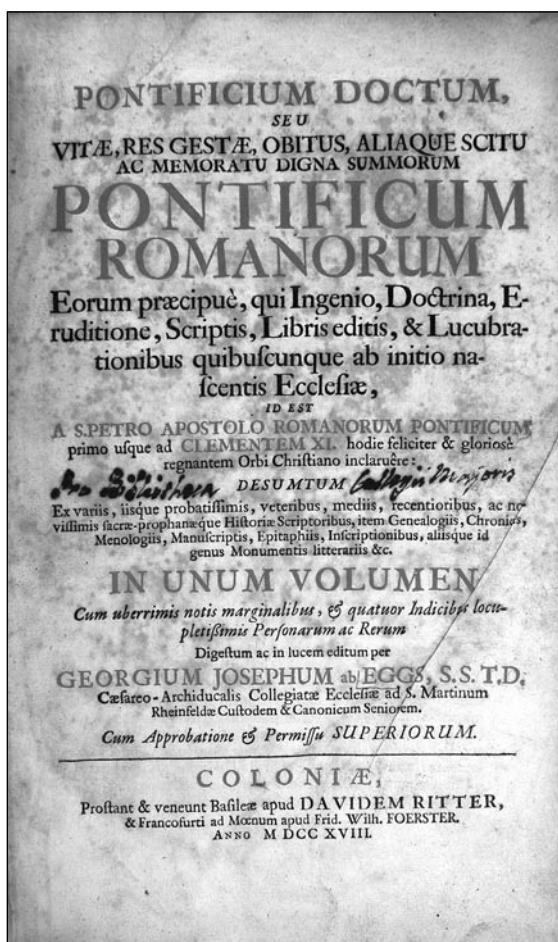 PONTIFICIUM DOCTUM,
SEU
VITÆ, RES GESTÆ, OBITUS, ALIAQUE SCITU
AC MEMORATU DIGNA SUMMORUM
PONTIFICUM
ROMANORUM
Eorum præcipuè, qui Ingenio, Doctrina, E-
ruditione, Scriptis, Libris editis, & Lucubra-
tionibus quibuſcunque ab initio na-
ſcentis Eccleſiæ,
ID EST
A S. PETRO APOSTOLO ROMANORUM PONTIFICUM
primo uſque ad CLEMENTEM XI. hodie feliciter & glorioſè
regnantem Orbi Chriſtiano inclaruêre:
Pro Bibliotheca DESUMTUM Collegii Majoris
Ex variis, iisque probatiſſimis, veteribus, mediis, recentioribus, ac no
viſſimis ſacræ-prophanæque Hiſtoriæ Scriptoribus, item Genealogiis, Chronicis,
Menologiis, Manuſcriptis, Epitaphiis, Inſcriptionibus, aliisque id
genus Monumentis litterariis &c.
IN UNUM VOLUMEN
Cum uberrimis notis marginalibus, & quatuor Indicibus locu-
pletißimis Perſonarum ac Rerum
Digeſtum ac in lucem editum per
GEORGIUM JOSEPHUM ab EGGS, S.S.T.D.
Cæſareo-Archiducalis Collegiatæ Eccleſiæ ad S. Martinum
Rheinfeldæ Cuſtodem & Canonicum Seniorem.
Cum Approbatione & Permiſſu SUPERIORUM.
COLONIÆ,
Proſtant & veneunt Baſileæ apud DAVIDEM RITTER,
& Francofurti ad Mœnum apud Frid. Wilh. FOERSTER.
ANNO M DCC XVIII.